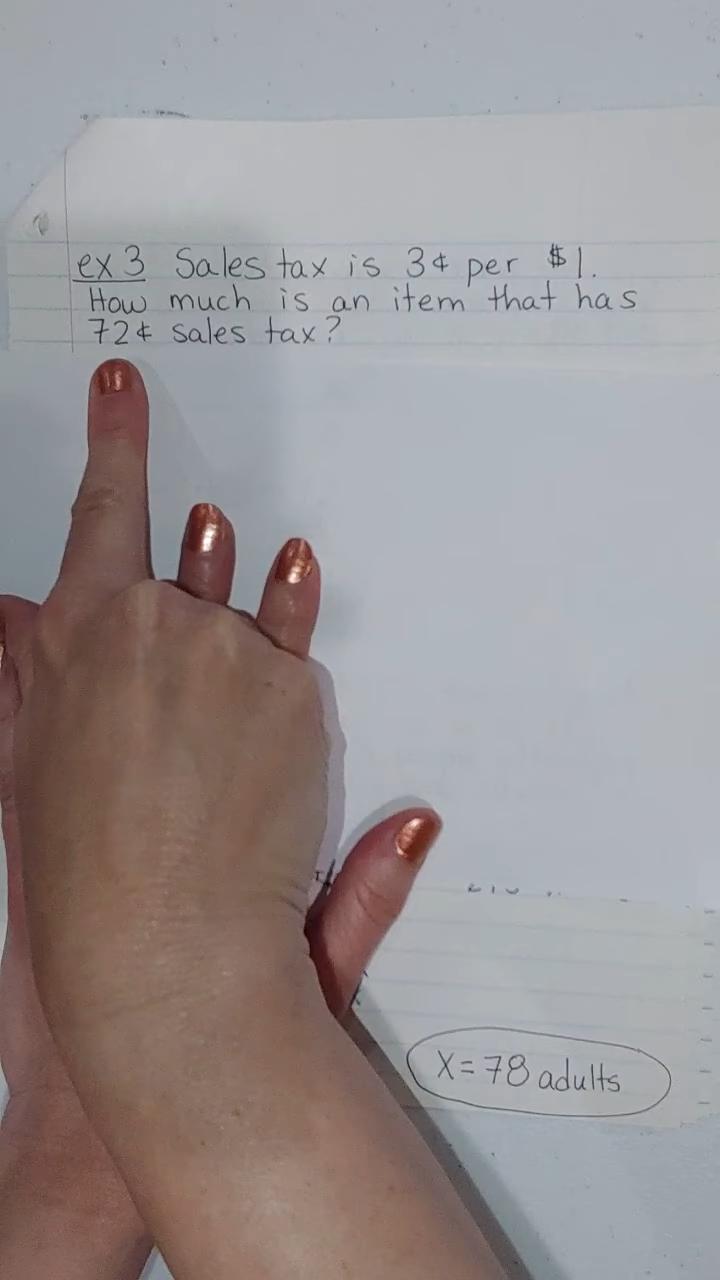 ex 3 Sales tax is 3¢ per $1.
How much is an item that has
72¢ sales tax?
x = 78 adults